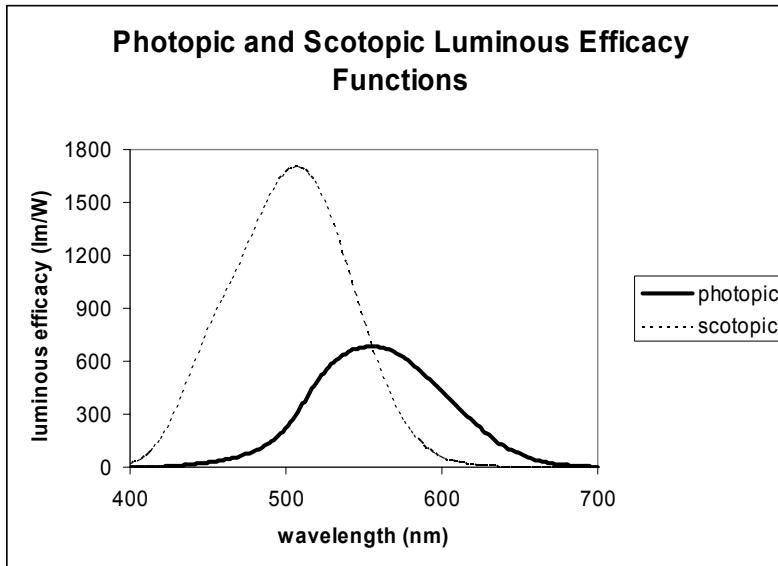 Photopic and Scotopic Luminous Efficacy
Functions
luminous efficacy (lm/W)
1800
1500
1200
900
600
300
0
400 500 600 700
wavelength (nm)
photopic
scotopic